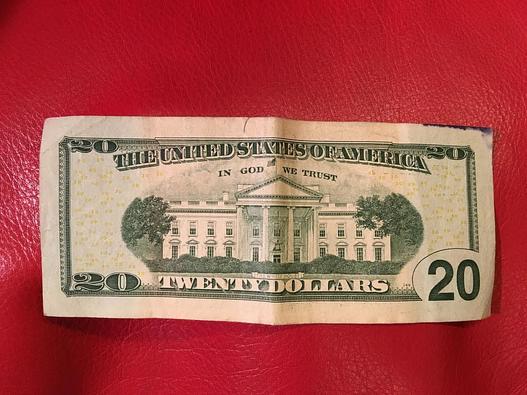 20 THE UNITED STATES OF AMERICA 20
IN GOD WE TRUST
20 TWENTY DOLLARS 20